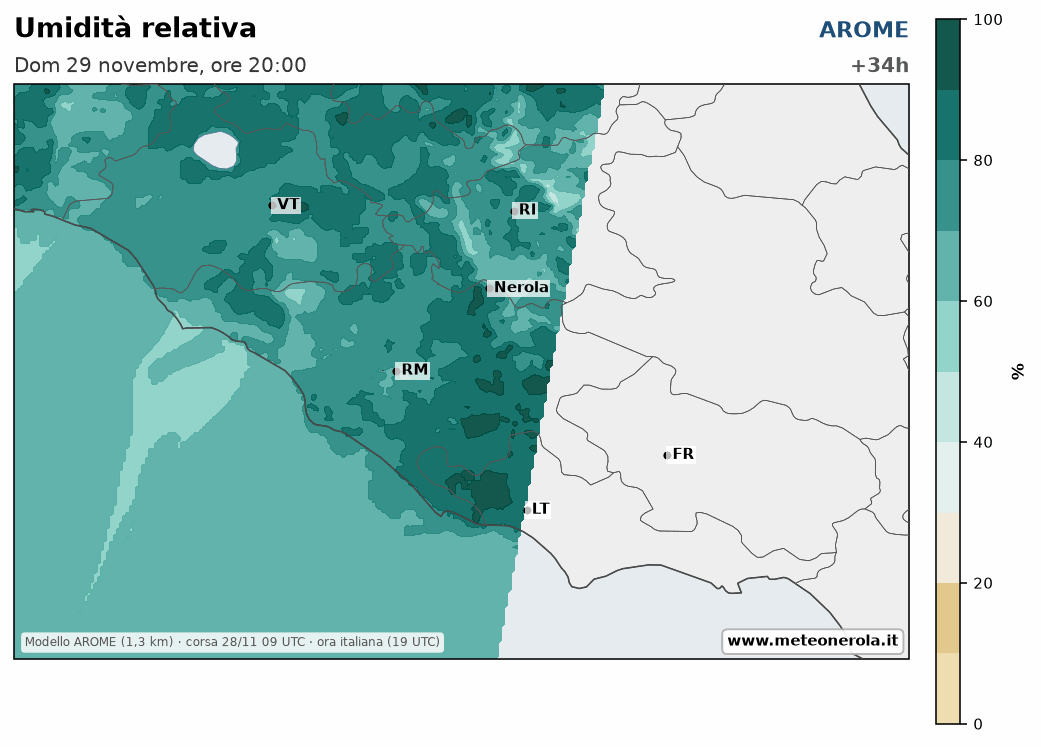 Umidità relativa
AROME
Dom 29 novembre, ore 20:00
+34h
100
80
60
40
20
0
%
VT
RI
Nerola
RM
FR
LT
Modello AROME (1,3 km) · corsa 28/11 09 UTC · ora italiana (19 UTC)
www.meteonerola.it